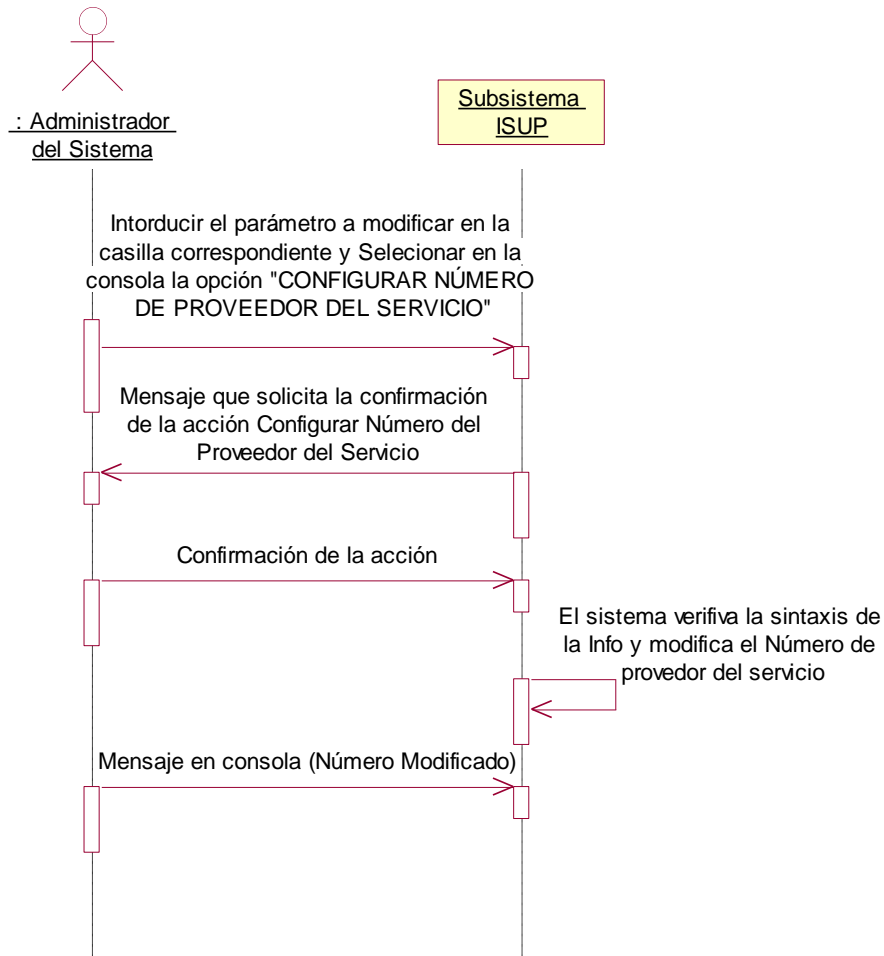 : Administrador
del Sistema
Subsistema
ISUP
Intorducir el parámetro a modificar en la
casilla correspondiente y Selecionar en la
consola la opción "CONFIGURAR NÚMERO
DE PROVEEDOR DEL SERVICIO"
Mensaje que solicita la confirmación
de la acción Configurar Número del
Proveedor del Servicio
Confirmación de la acción
El sistema verifiva la sintaxis de
la Info y modifica el Número de
provedor del servicio
Mensaje en consola (Número Modificado)